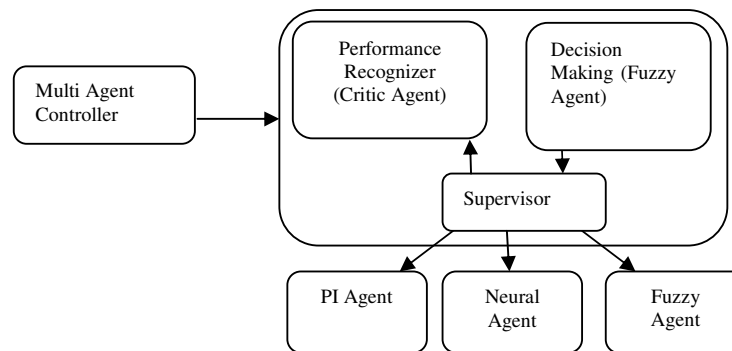 Multi Agent
Controller
Performance
Recognizer
(Critic Agent)
Decision
Making (Fuzzy
Agent)
Supervisor
PI Agent
Neural
Agent
Fuzzy
Agent